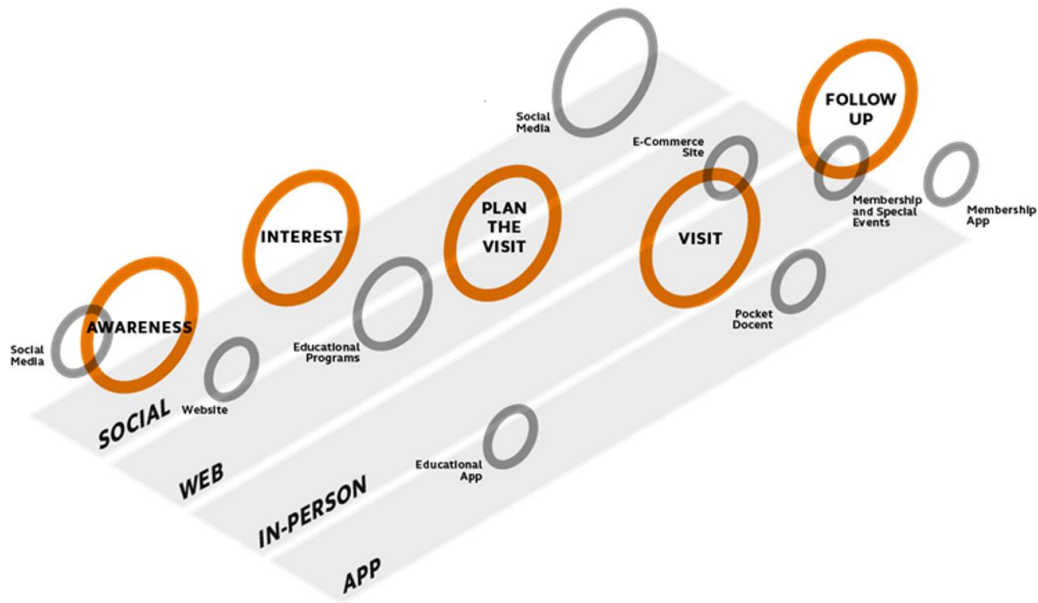 Social
Media
FOLLOW
UP
E-Commerce
Site
PLAN
THE
VISIT
INTEREST
VISIT
Membership
and Special
Events
Membership
App
AWARENESS
Social
Media
Educational
Programs
Pocket
Docent
Website
SOCIAL
WEB
Educational
App
IN-PERSON
APP